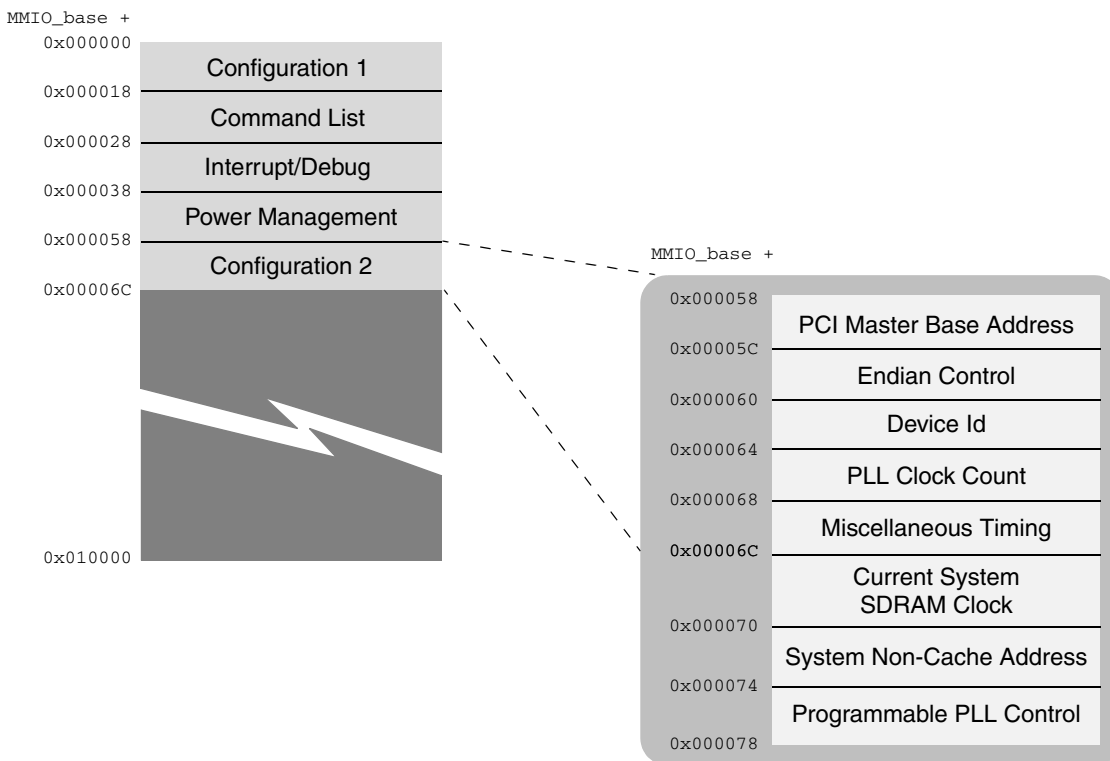 MMIO_base +
0x000000
Configuration 1
0x000018
Command List
0x000028
Interrupt/Debug
0x000038
Power Management
0x000058
Configuration 2
0x00006C
0x010000
MMIO_base +
0x000058
PCI Master Base Address
0x00005C
Endian Control
0x000060
Device Id
0x000064
PLL Clock Count
0x000068
Miscellaneous Timing
0x00006C
Current System
SDRAM Clock
0x000070
System Non-Cache Address
0x000074
Programmable PLL Control
0x000078